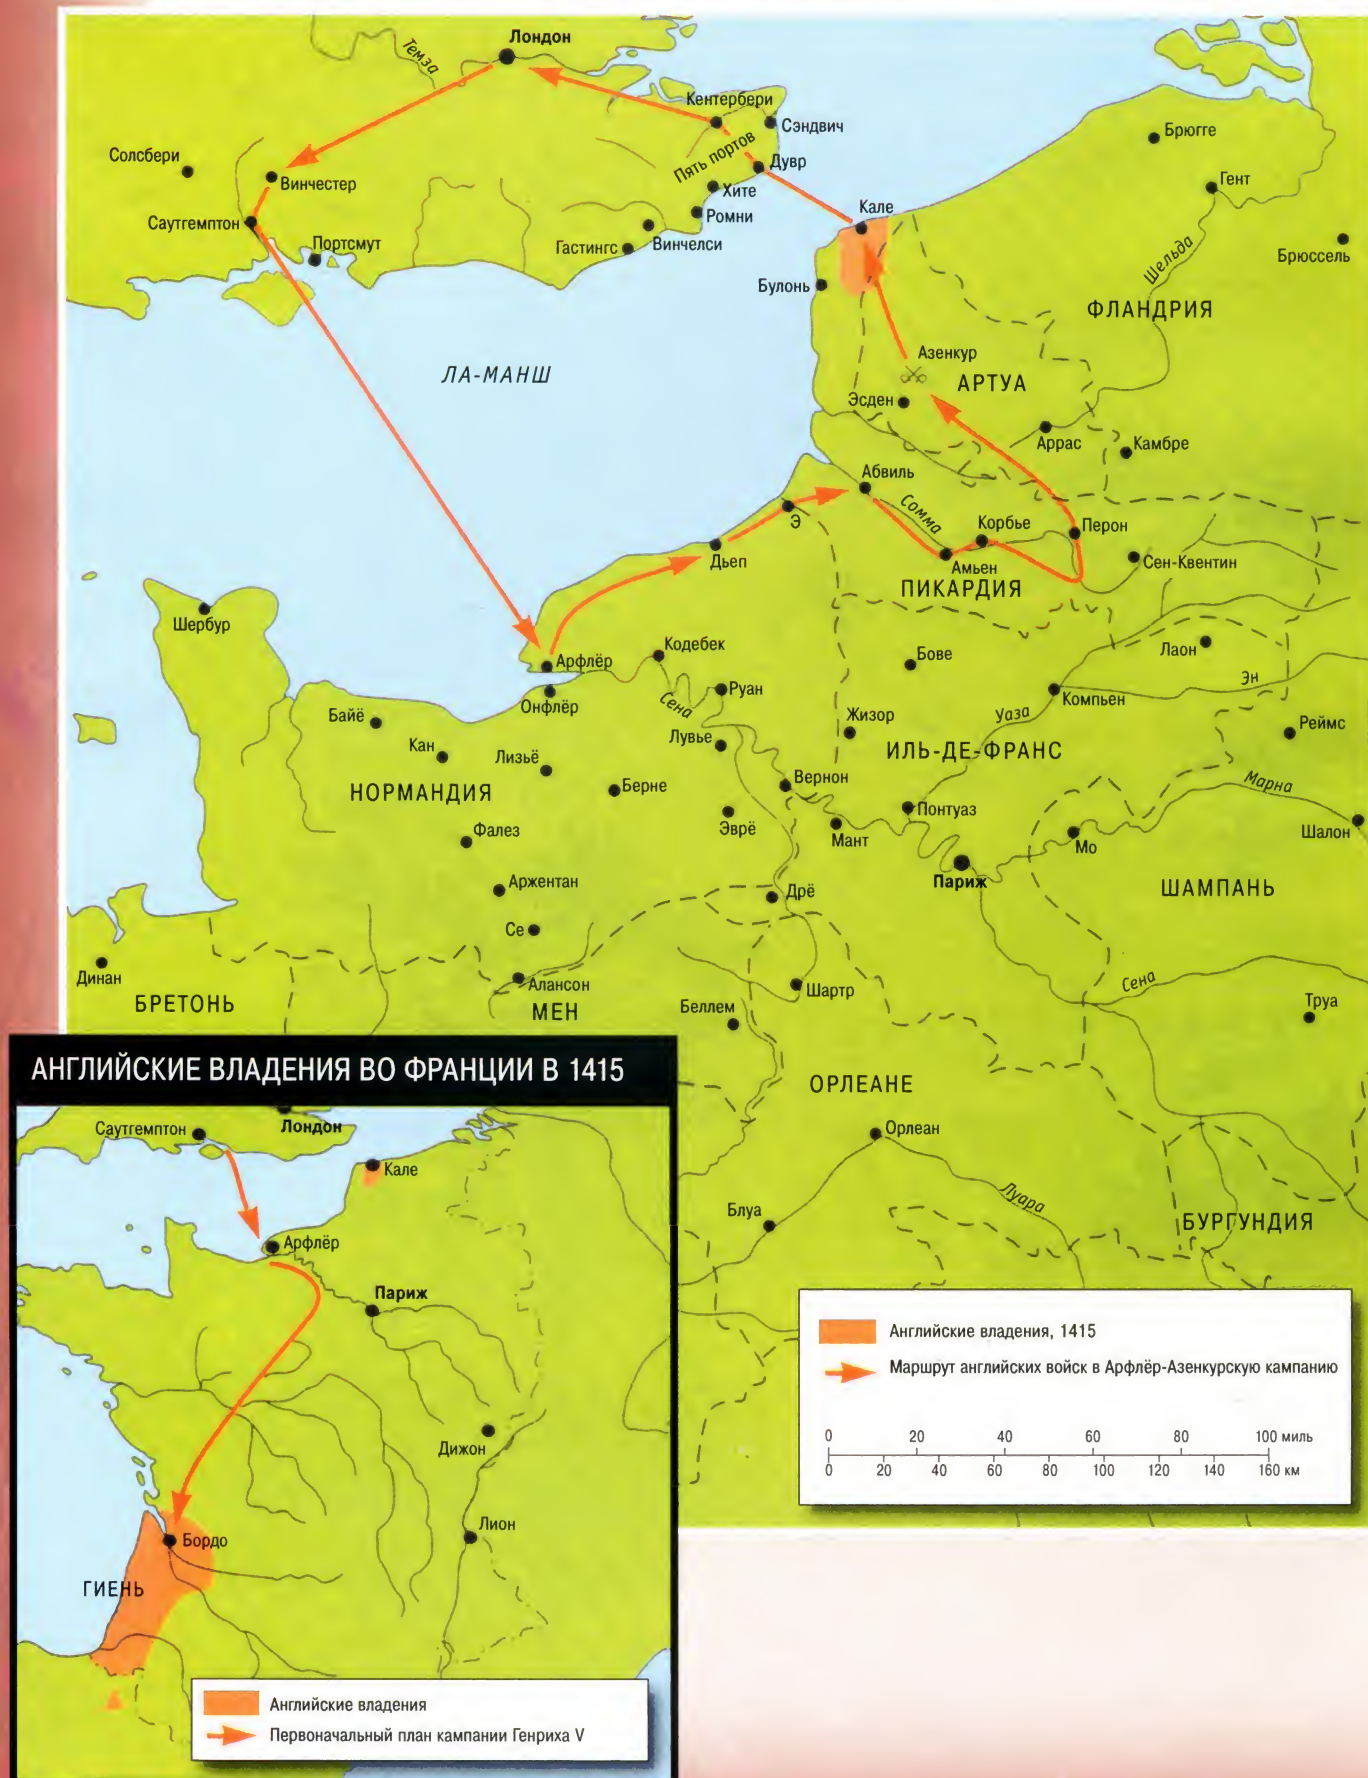 Лондон
Темза
Кентербери
Сэндвич
Пять портов
Дувр
Солсбери
Винчестер
Хите
Ромни
Саутгемптон
Портсмут
Гастингс
Винчелси
Кале
Брюгге
Гент
Шельда
Брюссель
Булонь
ФЛАНДРИЯ
ЛА-МАНШ
Азенкур
АРТУА
Эсден
Аррас
Камбре
Абвиль
Сомма
Корбье
Э
Перон
Дьеп
Амьен
Сен-Квентин
ПИКАРДИЯ
Шербур
Арфлёр
Кодебек
Бове
Лаон
Эн
Онфлёр
Сена
Руан
Компьен
Уаза
Байё
Жизор
Реймс
Кан
Лизьё
Лувье
ИЛЬ-ДЕ-ФРАНС
НОРМАНДИЯ
Берне
Вернон
Марна
Понтуаз
Фалез
Эврё
Мант
Мо
Шалон
Париж
Аржентан
Дрё
ШАМПАНЬ
Се
Динан
Алансон
Шартр
Сена
БРЕТОНЬ
МЕН
Беллем
Труа
ОРЛЕАНЕ
Орлеан
Луара
Блуа
БУРГУНДИЯ
Английские владения, 1415
Маршрут английских войск в Арфлёр-Азенкурскую кампанию
0 20 40 60 80 100 миль
0 20 40 60 80 100 120 140 160 км
АНГЛИЙСКИЕ ВЛАДЕНИЯ ВО ФРАНЦИИ В 1415
Саутгемптон
Лондон
Кале
Арфлёр
Париж
Дижон
Лион
Бордо
ГИЕНЬ
Английские владения
Первоначальный план кампании Генриха V